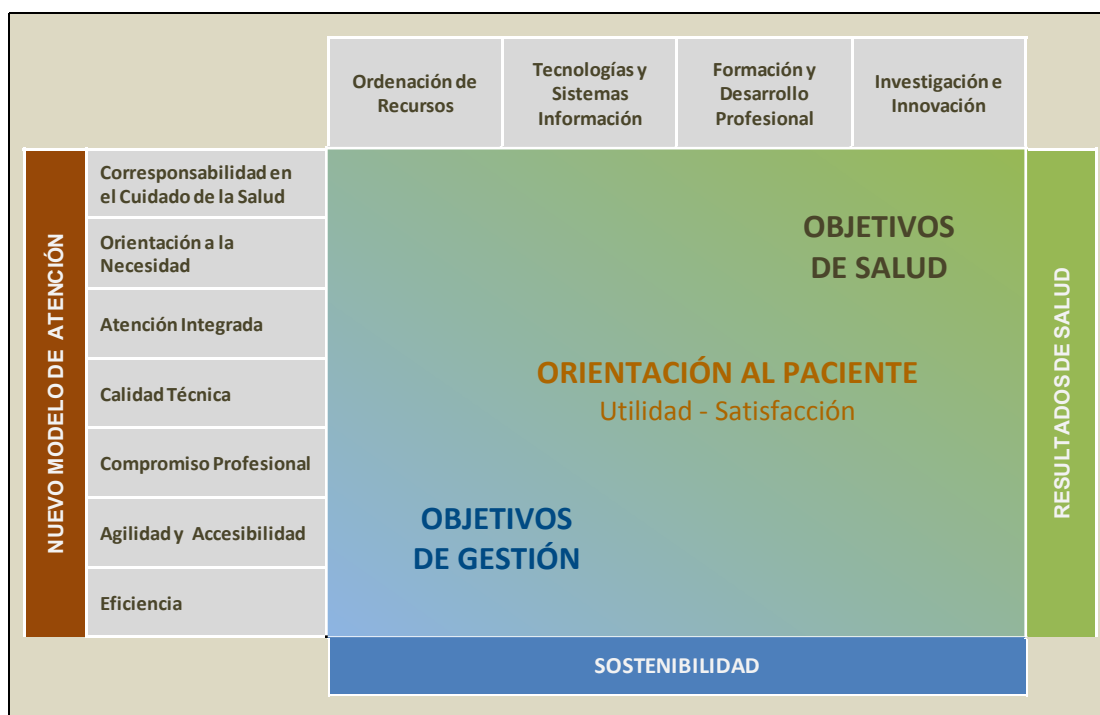 Ordenación de
Recursos
Tecnologías y
Sistemas
Información
Formación y
Desarrollo
Profesional
Investigación e
Innovación
NUEVO MODELO DE ATENCIÓN
Corresponsabilidad en
el Cuidado de la Salud
Orientación a la
Necesidad
Atención Integrada
Calidad Técnica
Compromiso Profesional
Agilidad y Accesibilidad
Eficiencia
OBJETIVOS
DE SALUD
ORIENTACIÓN AL PACIENTE
Utilidad - Satisfacción
OBJETIVOS
DE GESTIÓN
RESULTADOS DE SALUD
SOSTENIBILIDAD